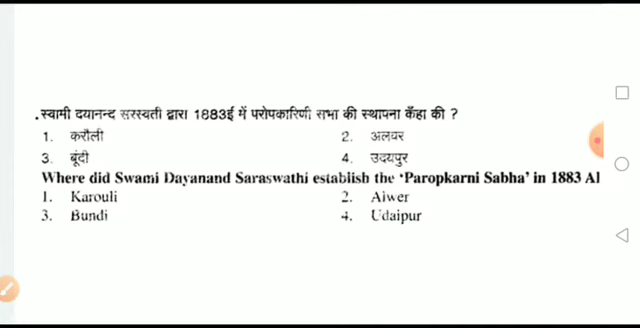 .स्वामी दयानन्द सरस्वती द्वारा 1883ई में परोपकारिणी सभा की स्थापना कँहा की ?
1. करौली 2. अलवर
3. बूंदी 4. उदयपुर
Where did Swami Dayanand Saraswathi establish the ‘Paropkarni Sabha’ in 1883 AI
1. Karouli 2. Alwer
3. Bundi 4. Udaipur